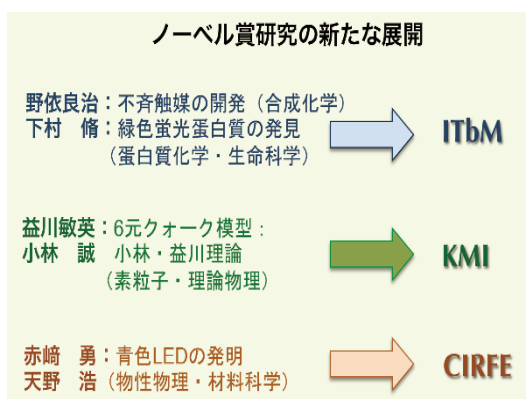 ノーベル賞研究の新たな展開
野依良治：不斉触媒の開発（合成化学）
下村　脩：緑色蛍光蛋白質の発見
（蛋白質化学・生命科学）
ITbM
益川敏英：6元クォーク模型：
小林　誠　小林・益川理論
（素粒子・理論物理）
KMI
赤﨑　勇：青色LEDの発明
天野　浩（物性物理・材料科学）
CIRFE